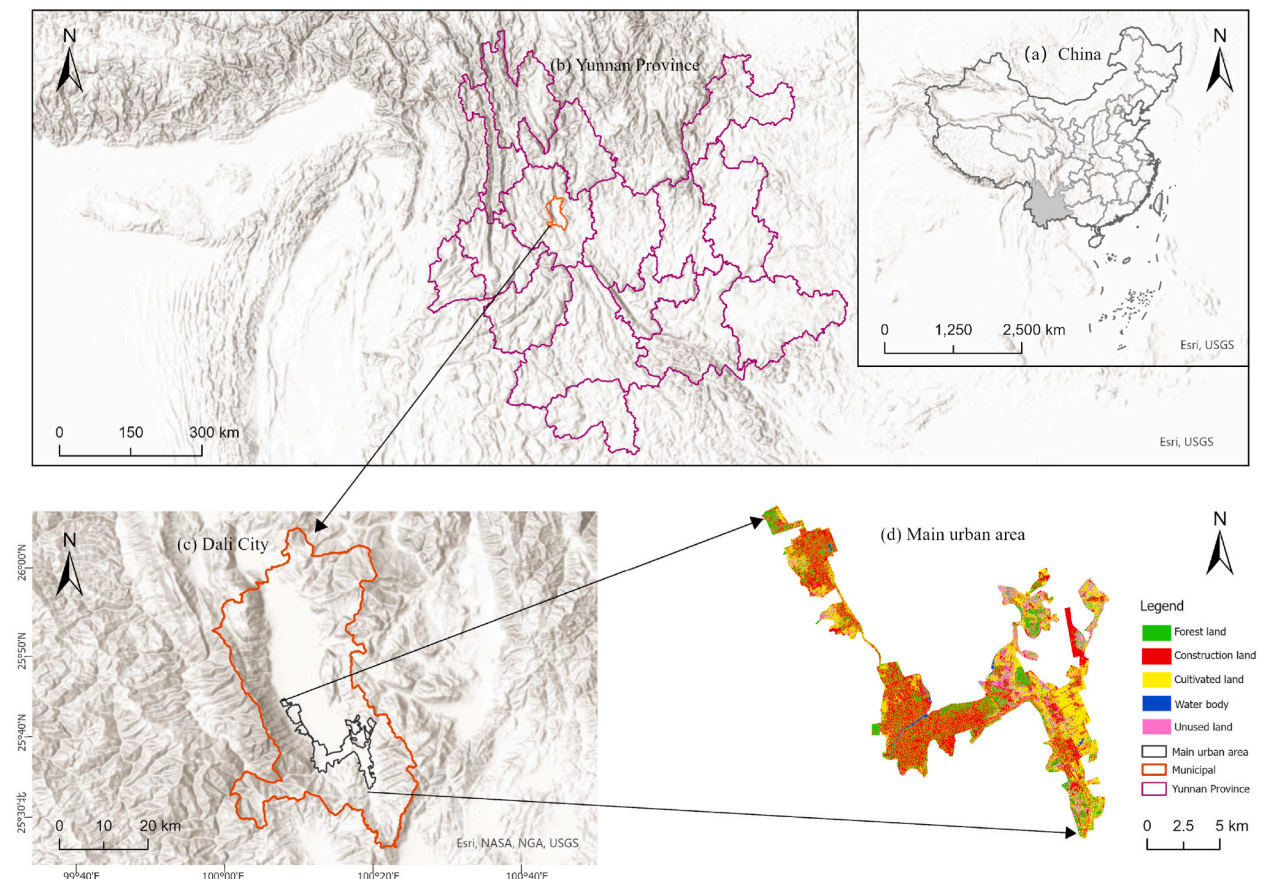 N
(b) Yunnan Province
0 150 300 km
Esri, USGS
(a) China
N
0 1,250 2,500 km
Esri, USGS
N
(c) Dali City
26°00'N
25°50'N
25°40'N
25°30'N
0 10 20 km
Esri, NASA, NGA, USGS
99°40'E 100°00'E 100°20'E 100°40'E
(d) Main urban area
N
Legend
Forest land
Construction land
Cultivated land
Water body
Unused land
Main urban area
Municipal
Yunnan Province
0 2.5 5 km